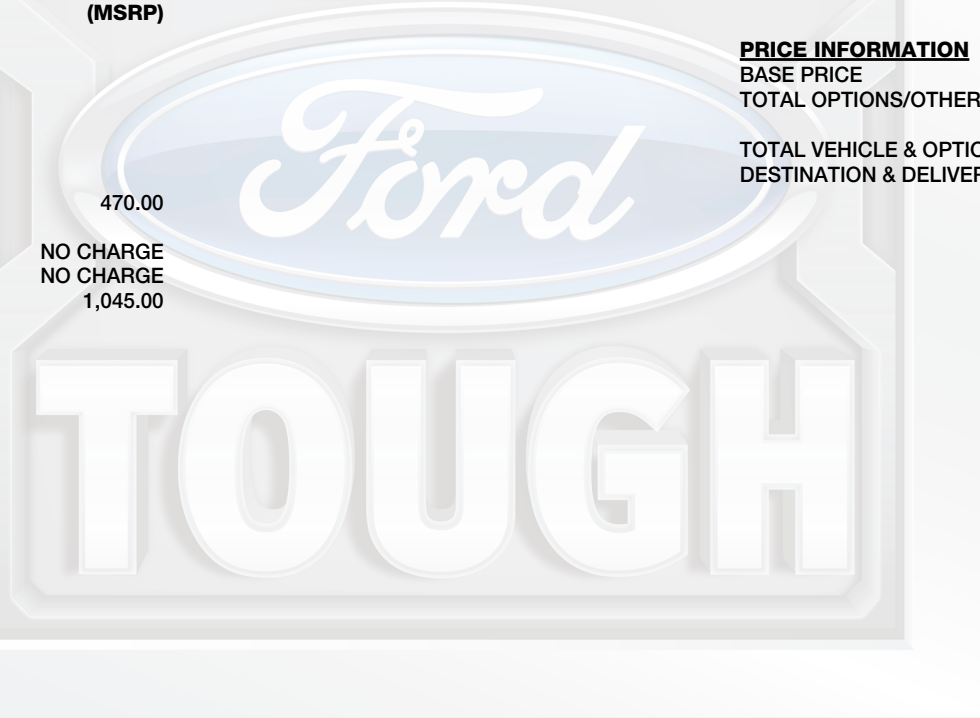 (MSRP)
470.00
NO CHARGE
NO CHARGE
1,045.00
PRICE INFORMATION
BASE PRICE
TOTAL OPTIONS/OTHER
TOTAL VEHICLE & OPTIO
DESTINATION & DELIVER
Ford
TOUGH